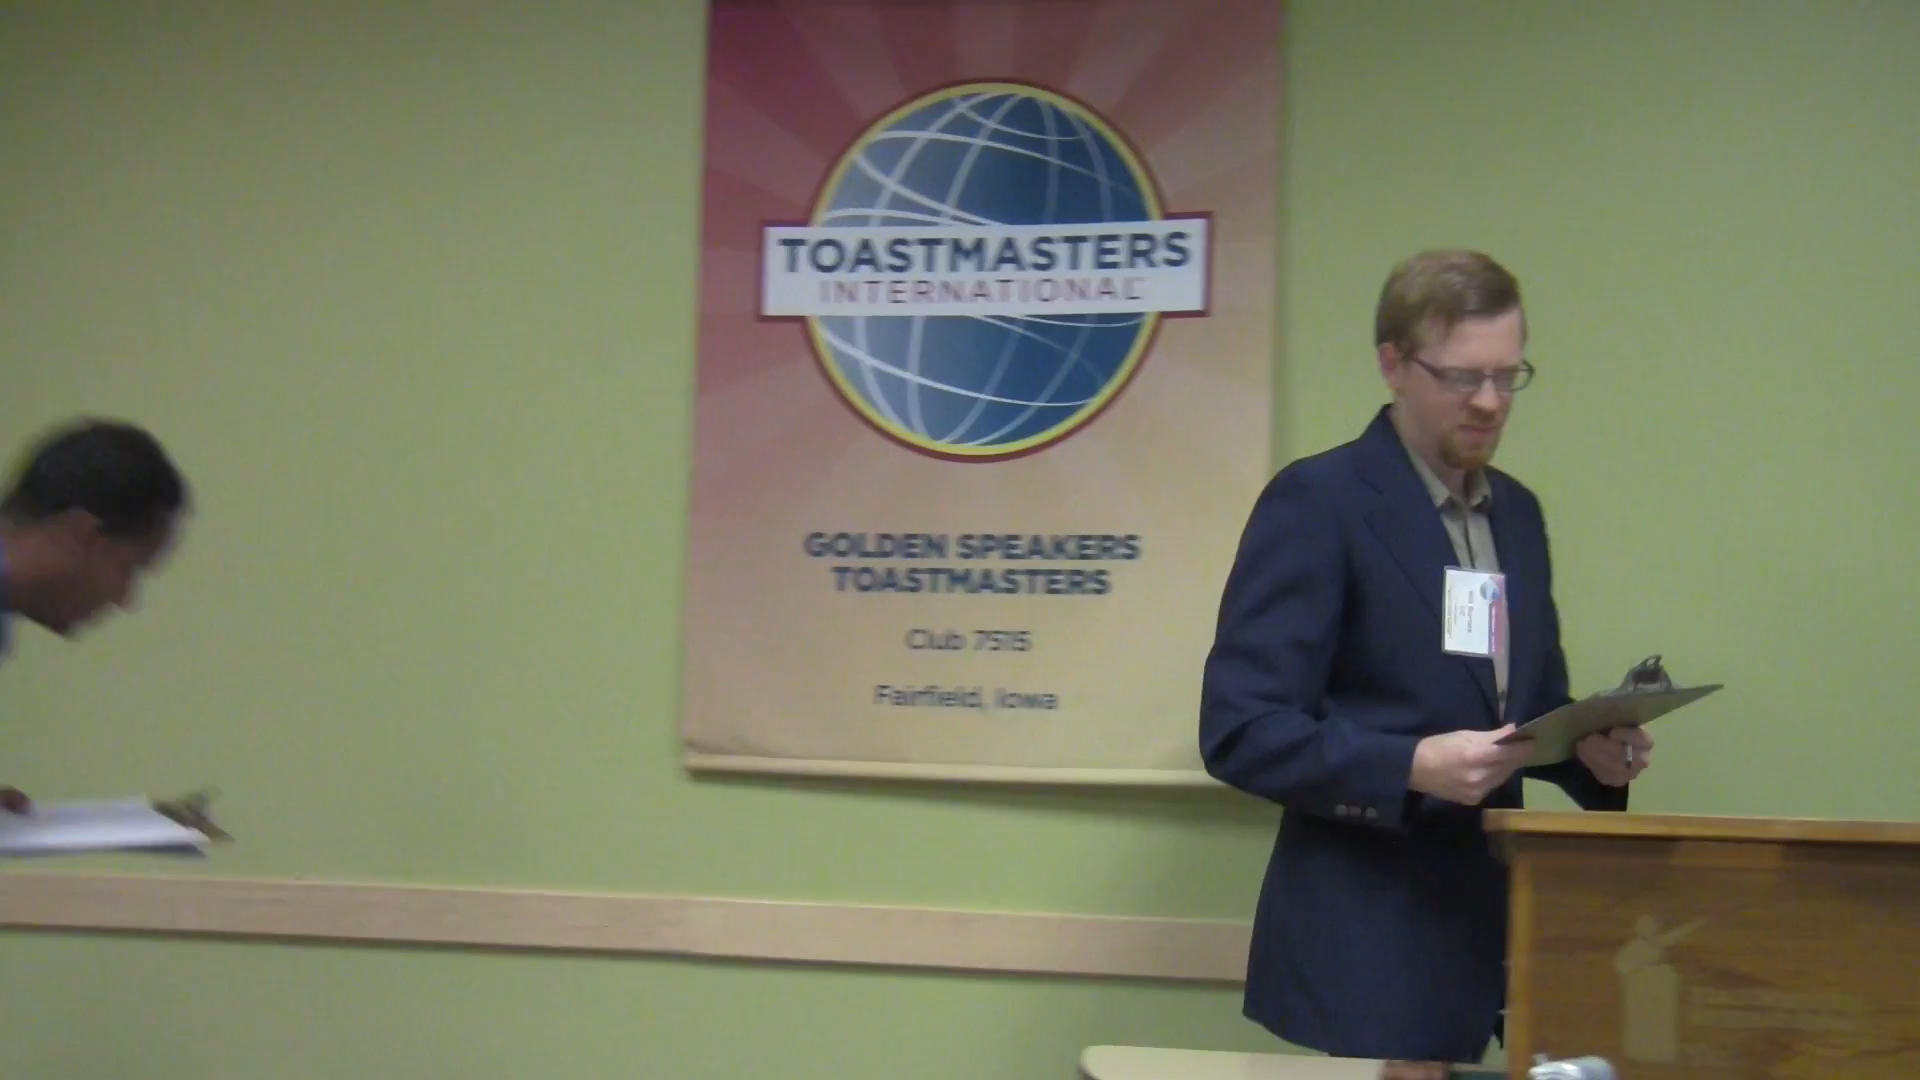 TOASTMASTERS
INTERNATIONAL
GOLDEN SPEAKERS
TOASTMASTERS
Club 7515
Fairfield, Iowa